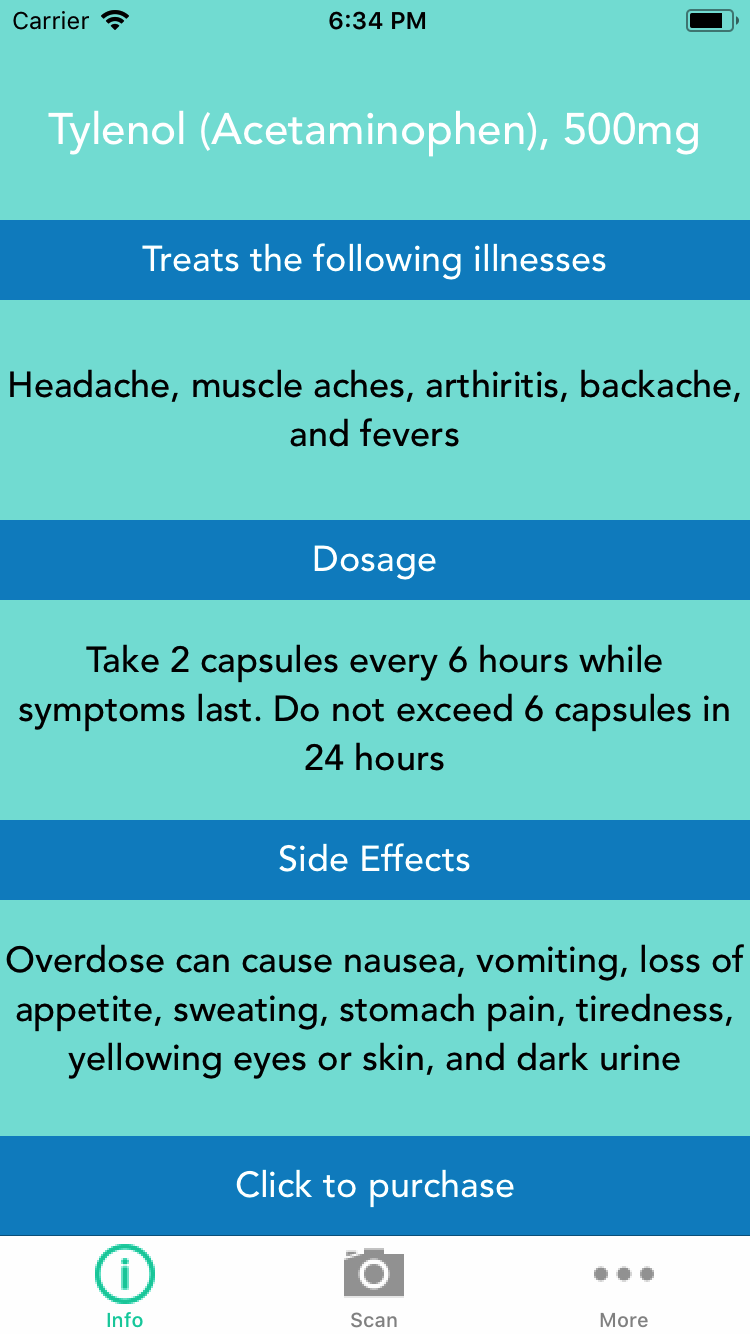 Carrier 6:34 PM
Tylenol (Acetaminophen), 500mg
Treats the following illnesses
Headache, muscle aches, arthiritis, backache,
and fevers
Dosage
Take 2 capsules every 6 hours while
symptoms last. Do not exceed 6 capsules in
24 hours
Side Effects
Overdose can cause nausea, vomiting, loss of
appetite, sweating, stomach pain, tiredness,
yellowing eyes or skin, and dark urine
Click to purchase
Info Scan More